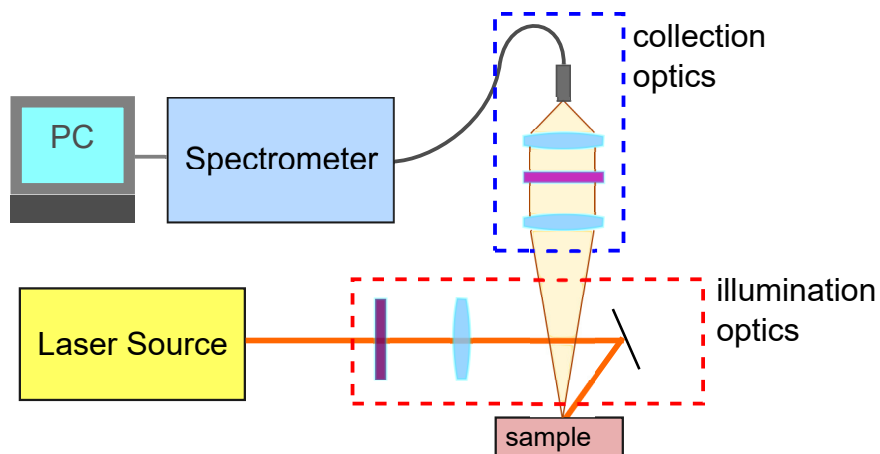 collection
optics
PC
Spectrometer
illumination
optics
Laser Source
sample